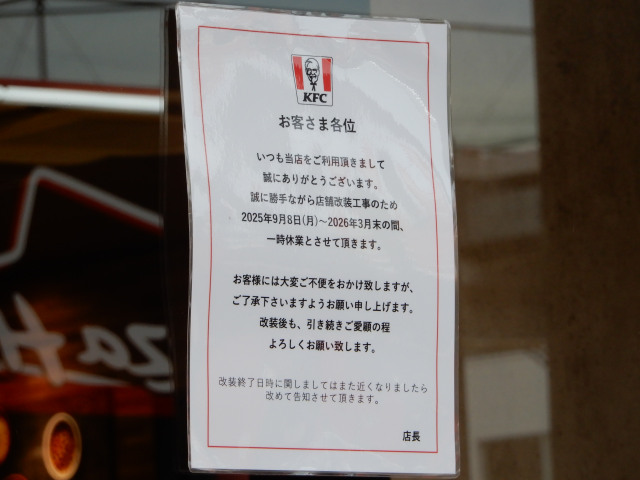 KFC
お客さま各位
いつも当店をご利用頂きまして
誠にありがとうございます。
誠に勝手ながら店舗改装工事のため
2025年9月8日(月)～2026年3月末の間、
一時休業とさせて頂きます。
お客様には大変ご不便をおかけ致しますが、
ご了承下さいますようお願い申し上げます。
改装後も、引き続きご愛顧の程
よろしくお願い致します。
改装終了日時に関しましてはまた近くなりましたら
改めて告知させて頂きます。
店長